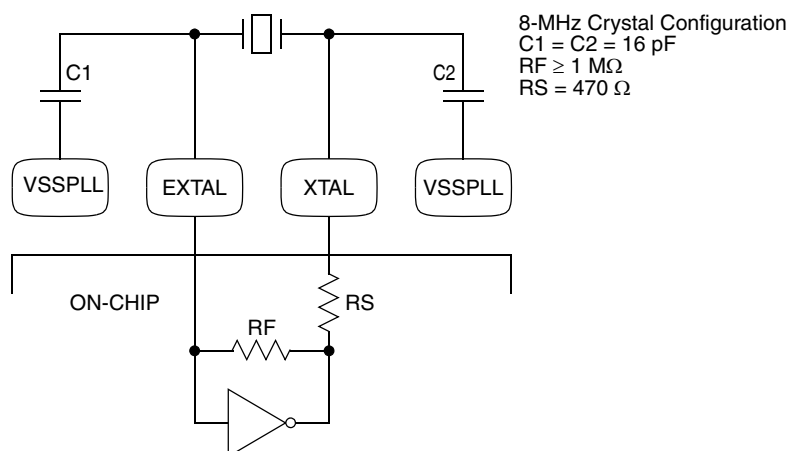 8-MHz Crystal Configuration
C1 = C2 = 16 pF
RF ≥ 1 MΩ
RS = 470 Ω
C1
C2
VSSPLL
EXTAL
XTAL
VSSPLL
ON-CHIP
RS
RF